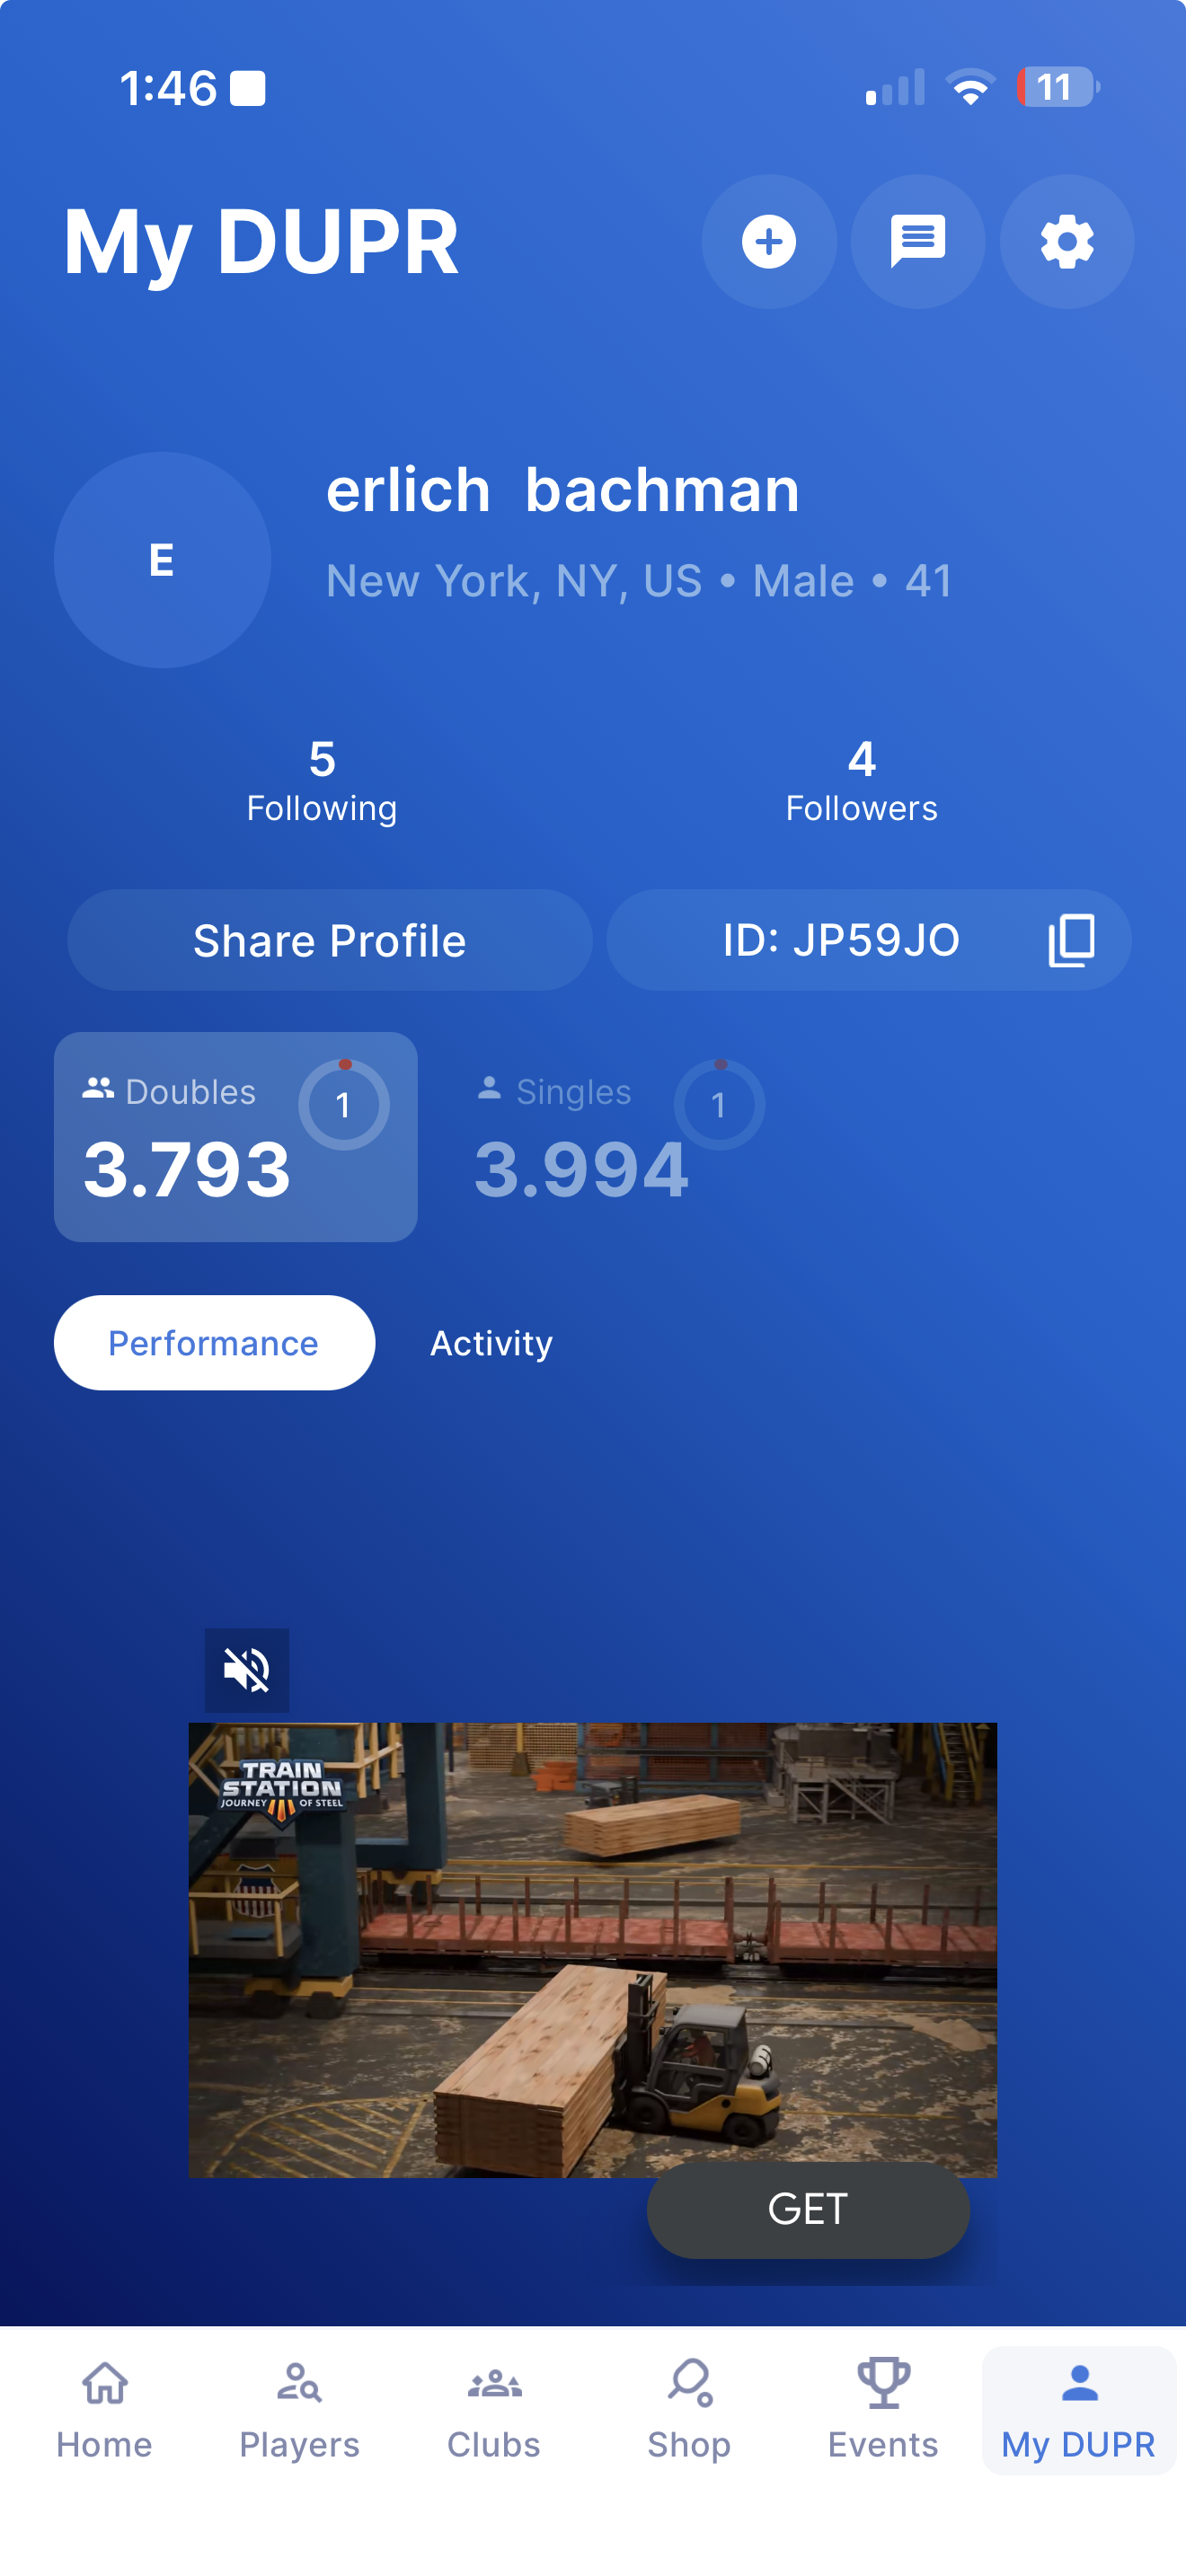 1:46
11
My DUPR
E
erlich bachman
New York, NY, US • Male • 41
5
Following
4
Followers
Share Profile
ID: JP59JO
Doubles
1
3.793
Singles
1
3.994
Performance
Activity
TRAIN
STATION
JOURNEY OF STEEL
GET
Home
Players
Clubs
Shop
Events
My DUPR